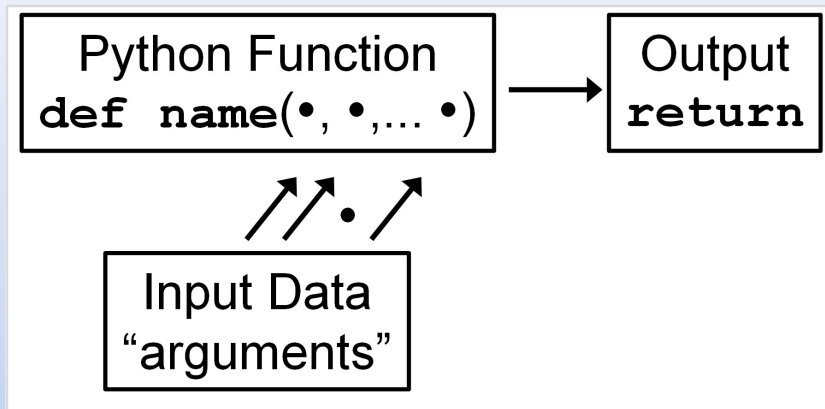 Python Function
def name(•, •,... •)
Output
return
Input Data
“arguments”